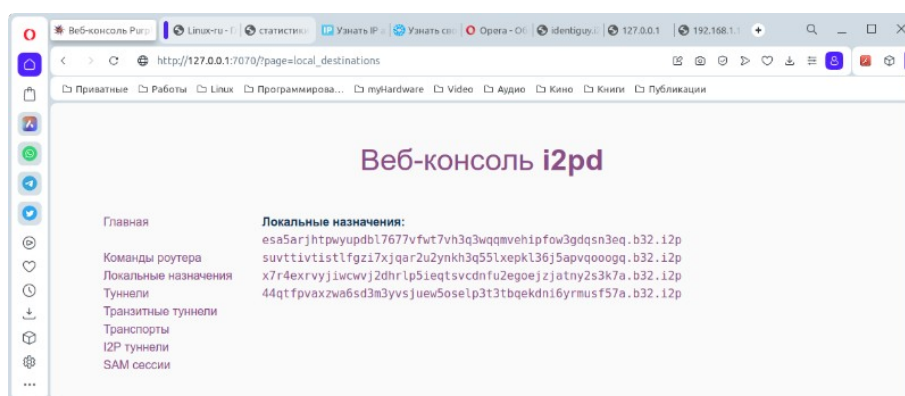 Веб-консоль Purp
Linux-ru - П
статистик
Узнать IP
Узнать сво
Opera - Об
identiguy.i
127.0.0.1
192.168.1.1
http://127.0.0.1:7070/?page=local_destinations
Приватные Работы Linux Программирова... myHardware Video Аудио Кино Книги Публикации
Веб-консоль i2pd
Главная
Команды роутера
Локальные назначения
Туннели
Транзитные туннели
Транспорты
I2P туннели
SAM сессии
Локальные назначения:
esa5arjhtpwyupdbl7677vfwt7vh3q3wqqmvehipfow3gdqsn3eq.b32.i2p
suvttivtistlfgzi7xjqar2u2ynkh3q55lxepkl36j5apvqooogq.b32.i2p
x7r4exrvyjiwcwvj2dhrlp5ieqtsvcdnfu2egoejzjatny2s3k7a.b32.i2p
44qtfpvaxzwa6sd3m3yvsjuew5oselp3t3tbqekdni6yrmusf57a.b32.i2p